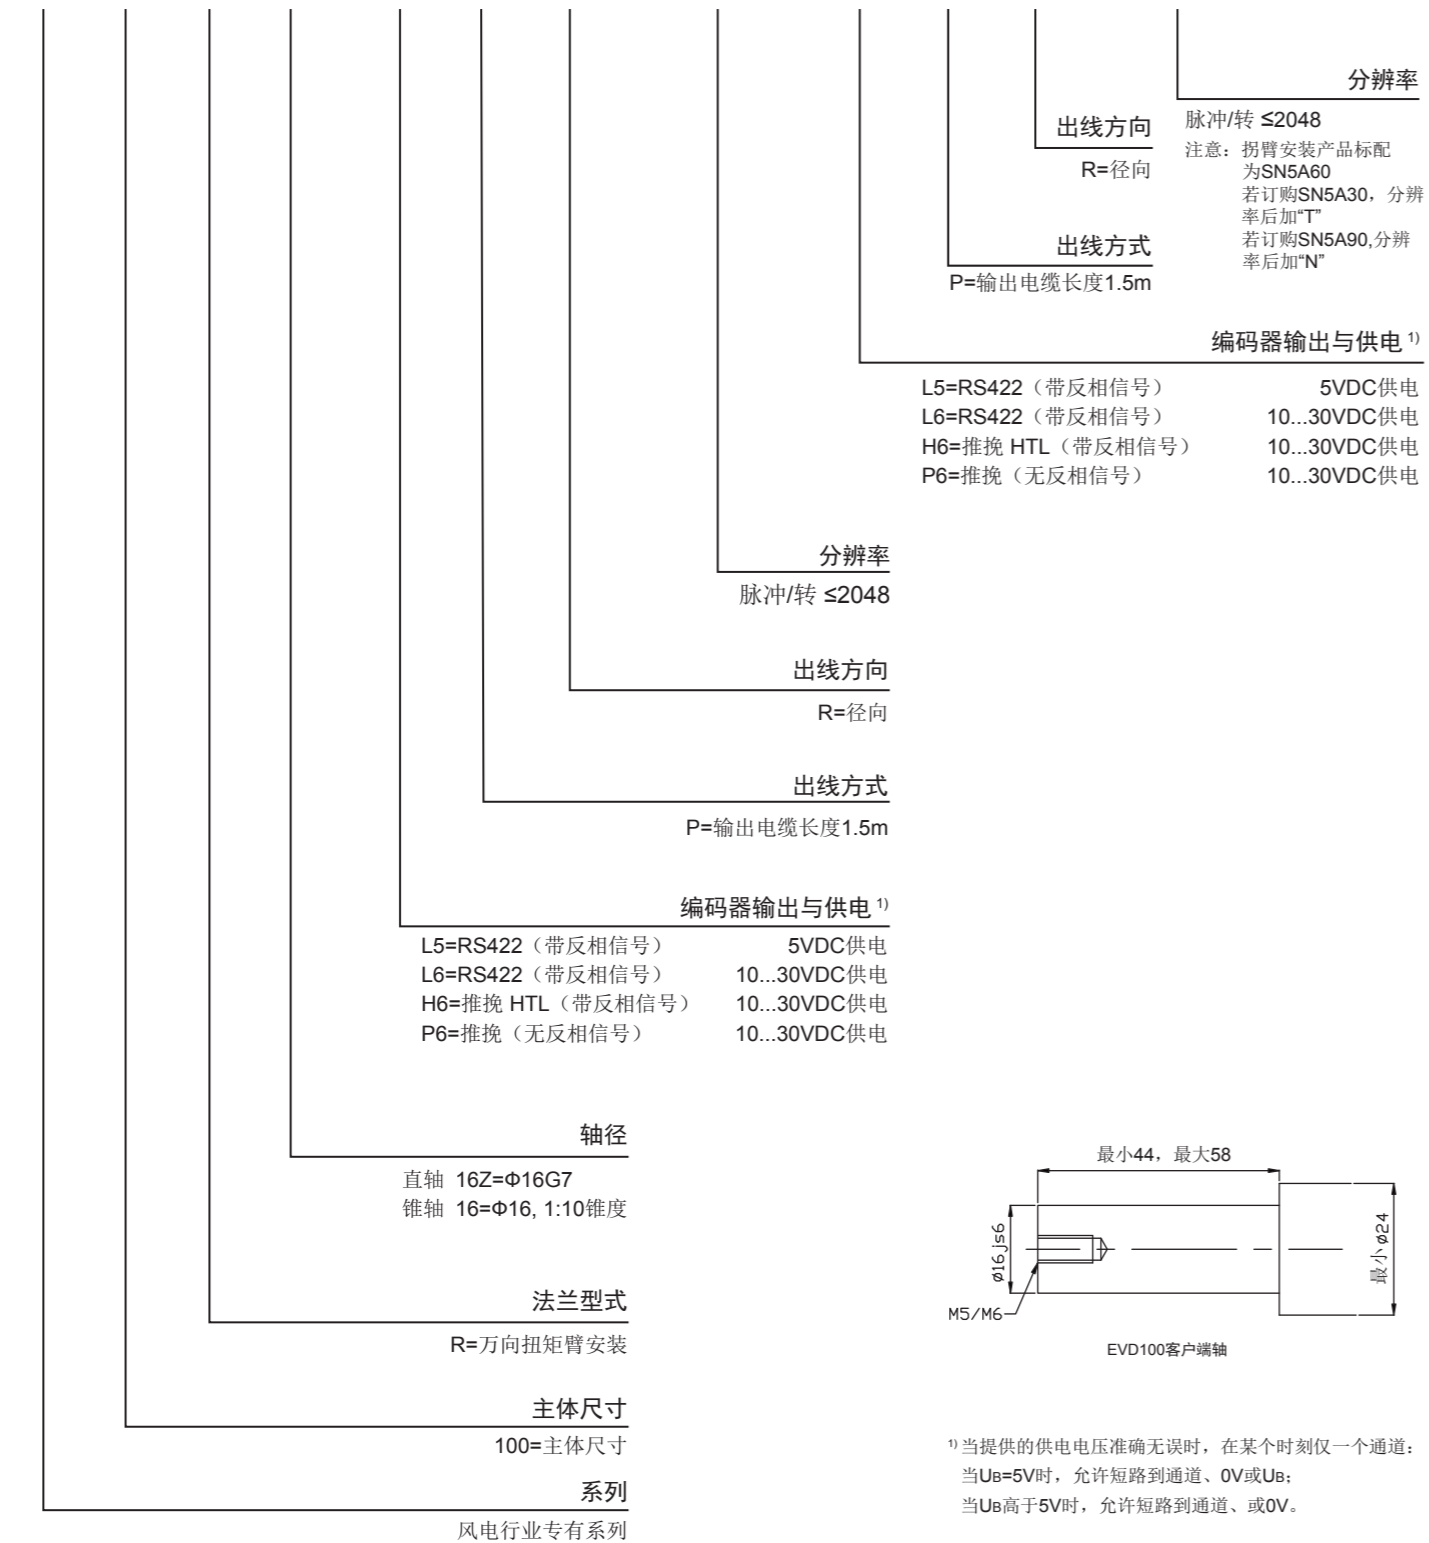 分辨率
脉冲/转 ≤2048
注意：拐臂安装产品标配
为SN5A60
若订购SN5A30，分辨
率后加“T”
若订购SN5A90,分辨
率后加“N”
出线方向
R=径向
出线方式
P=输出电缆长度1.5m
编码器输出与供电 1)
L5=RS422（带反相信号） 5VDC供电
L6=RS422（带反相信号） 10...30VDC供电
H6=推挽 HTL（带反相信号） 10...30VDC供电
P6=推挽（无反相信号） 10...30VDC供电
分辨率
脉冲/转 ≤2048
出线方向
R=径向
出线方式
P=输出电缆长度1.5m
编码器输出与供电 1)
L5=RS422（带反相信号） 5VDC供电
L6=RS422（带反相信号） 10...30VDC供电
H6=推挽 HTL（带反相信号） 10...30VDC供电
P6=推挽（无反相信号） 10...30VDC供电
轴径
直轴 16Z=Φ16G7
锥轴 16=Φ16, 1:10锥度
法兰型式
R=万向扭矩臂安装
主体尺寸
100=主体尺寸
系列
风电行业专有系列
最小44，最大58
ø16js6
最小ø24
M5/M6
EVD100客户端轴
1) 当提供的供电电压准确无误时，在某个时刻仅一个通道：
当UB=5V时，允许短路到通道、0V或UB；
当UB高于5V时，允许短路到通道、或0V。